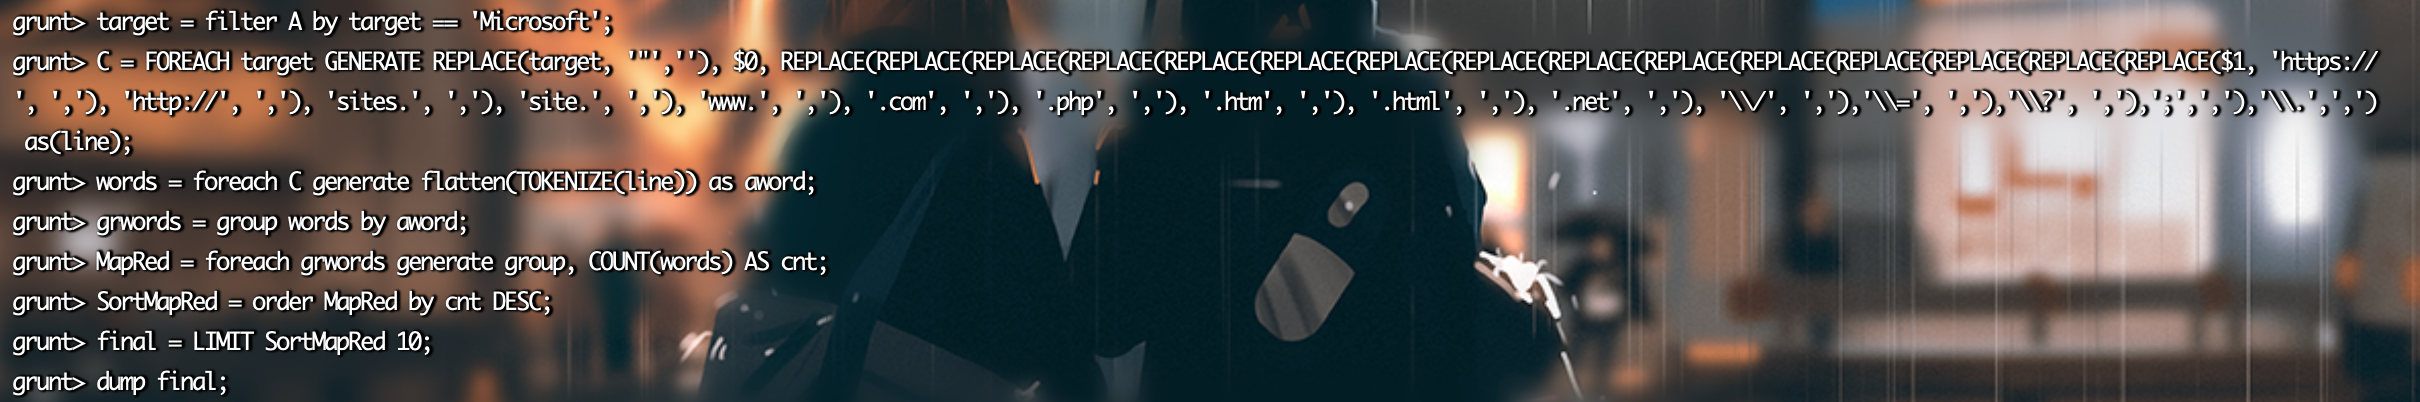 grunt> target = filter A by target == 'Microsoft';
grunt> C = FOREACH target GENERATE REPLACE(target, '"',''), $0, REPLACE(REPLACE(REPLACE(REPLACE(REPLACE(REPLACE(REPLACE(REPLACE(REPLACE(REPLACE(REPLACE(REPLACE(REPLACE(REPLACE(REPLACE($1, 'https://
', ','), 'http://', ','), 'sites.', ','), 'site.', ','), 'www.', ','), '.com', ','), '.php', ','), '.htm', ','), '.html', ','), '.net', ','), '\\/', ','),'\\=', ','),'\\?', ','),';',','),'\\.',',')
as(line);
grunt> words = foreach C generate flatten(TOKENIZE(line)) as aword;
grunt> grwords = group words by aword;
grunt> MapRed = foreach grwords generate group, COUNT(words) AS cnt;
grunt> SortMapRed = order MapRed by cnt DESC;
grunt> final = LIMIT SortMapRed 10;
grunt> dump final;